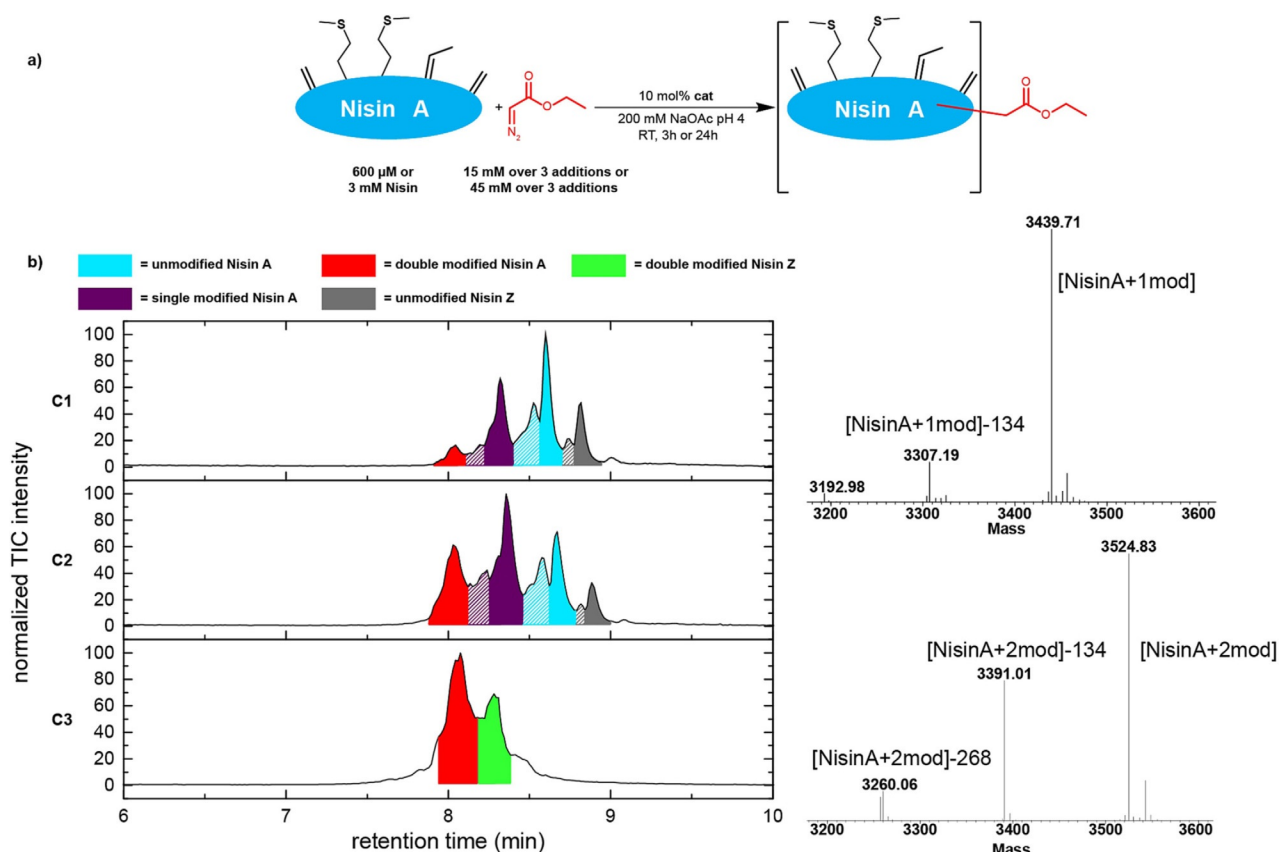 a)
S
S
S
S
Nisin A
+
O
O
N2
10 mol% cat
200 mM NaOAc pH 4
RT, 3h or 24h
Nisin A
O
O
600 µM or
3 mM Nisin
15 mM over 3 additions or
45 mM over 3 additions
b)
= unmodified Nisin A
= double modified Nisin A
= double modified Nisin Z
= single modified Nisin A
= unmodified Nisin Z
normalized TIC intensity
C1
100
80
60
40
20
0
C2
100
80
60
40
20
0
C3
100
80
60
40
20
0
6 7 8 9 10
retention time (min)
3439.71
[NisinA+1mod]
[NisinA+1mod]-134
3307.19
3192.98
3200 3300 3400 3500 3600
Mass
3524.83
[NisinA+2mod]-134
[NisinA+2mod]
3391.01
[NisinA+2mod]-268
3260.06
3200 3300 3400 3500 3600
Mass